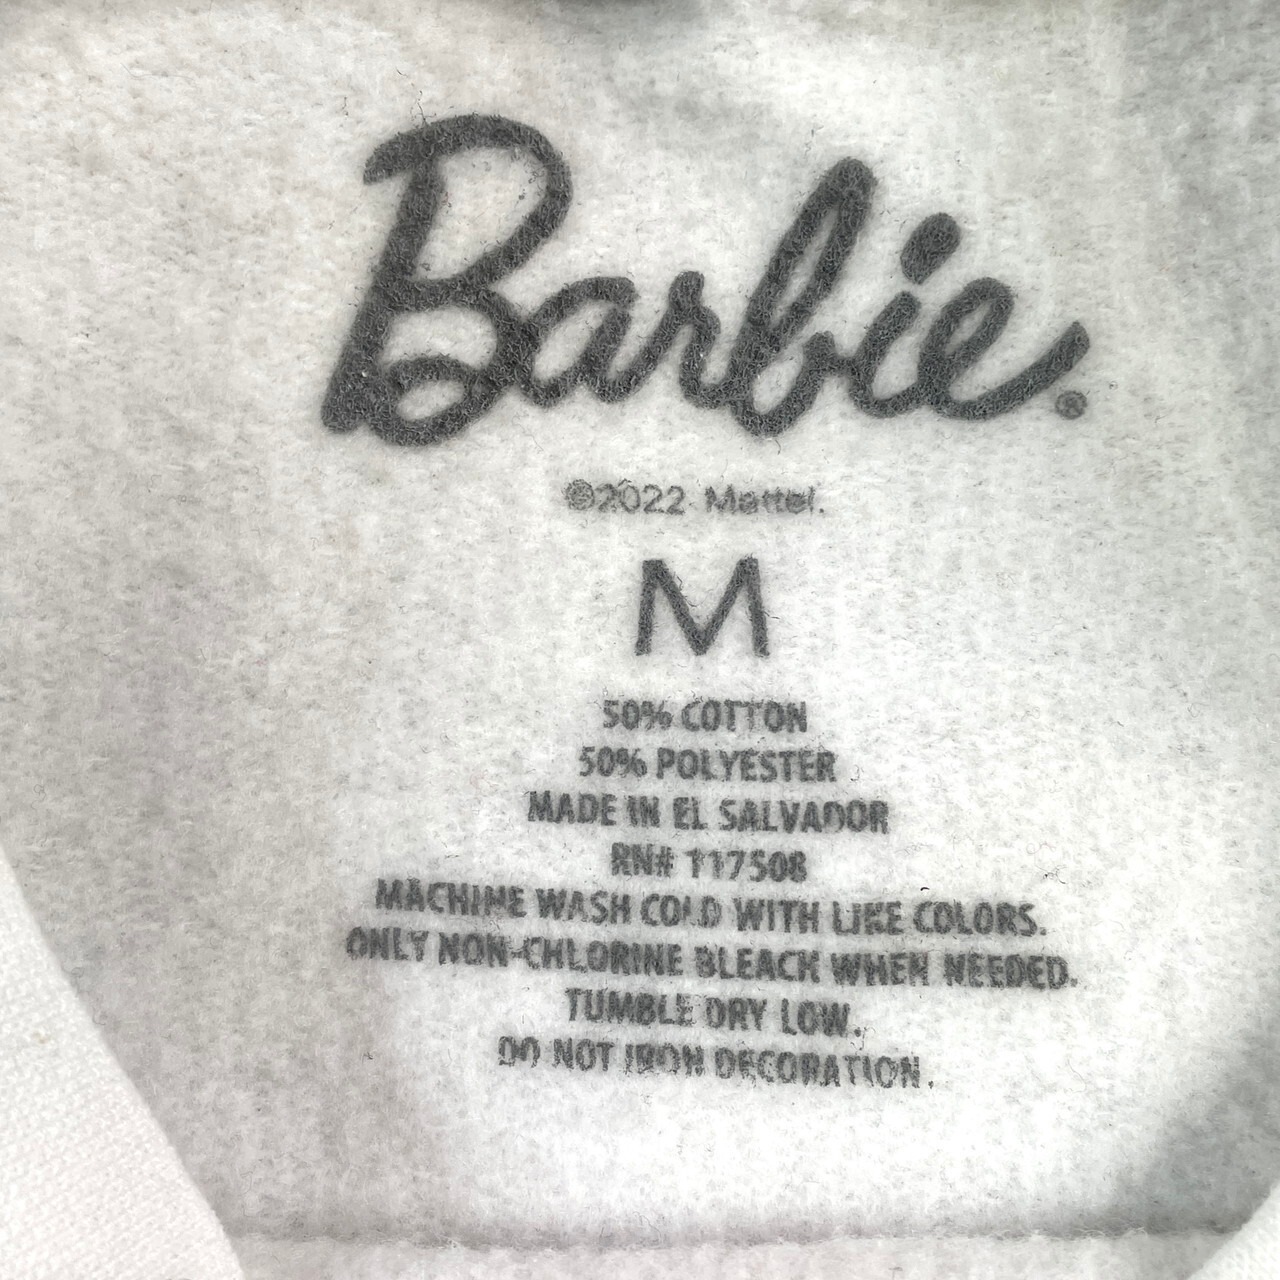 Barbie®
©2022 Mattel.
M
50% COTTON
50% POLYESTER
MADE IN EL SALVADOR
RN# 117508
MACHINE WASH COLD WITH LIKE COLORS.
ONLY NON-CHLORINE BLEACH WHEN NEEDED.
TUMBLE DRY LOW.
DO NOT IRON DECORATION.